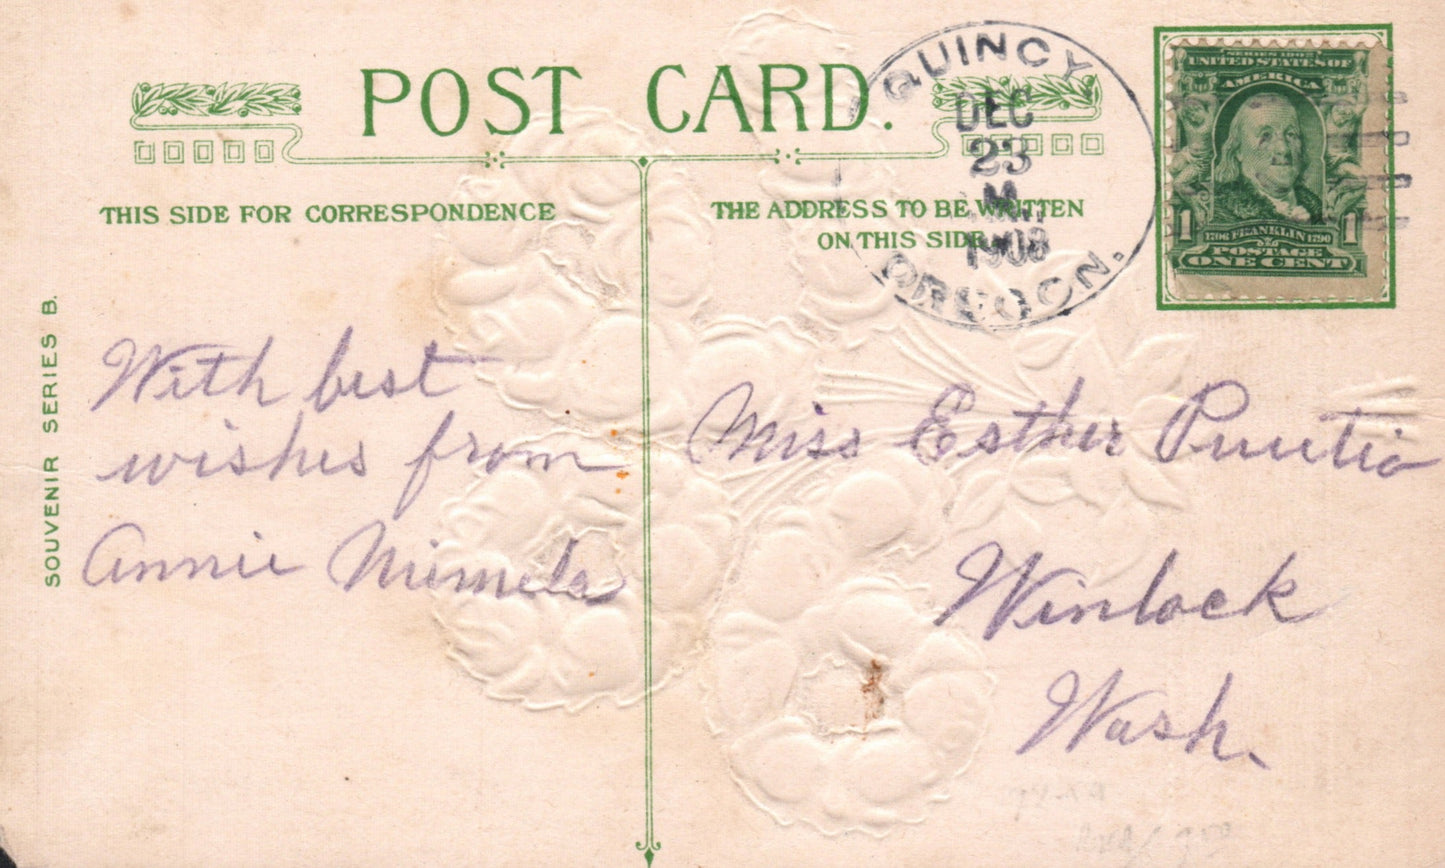 POST CARD.
THIS SIDE FOR CORRESPONDENCE
THE ADDRESS TO BE WRITTEN
ON THIS SIDE.
QUINCY
DEC
23
M.
1908
OREGON.
SERIES 1902
UNITED STATES OF
AMERICA
1 1706 FRANKLIN 1790 1
POSTAGE
ONE CENT
SOUVENIR SERIES B.
With best
wishes from
Annie
Miss Esther
Winlock
Wash.